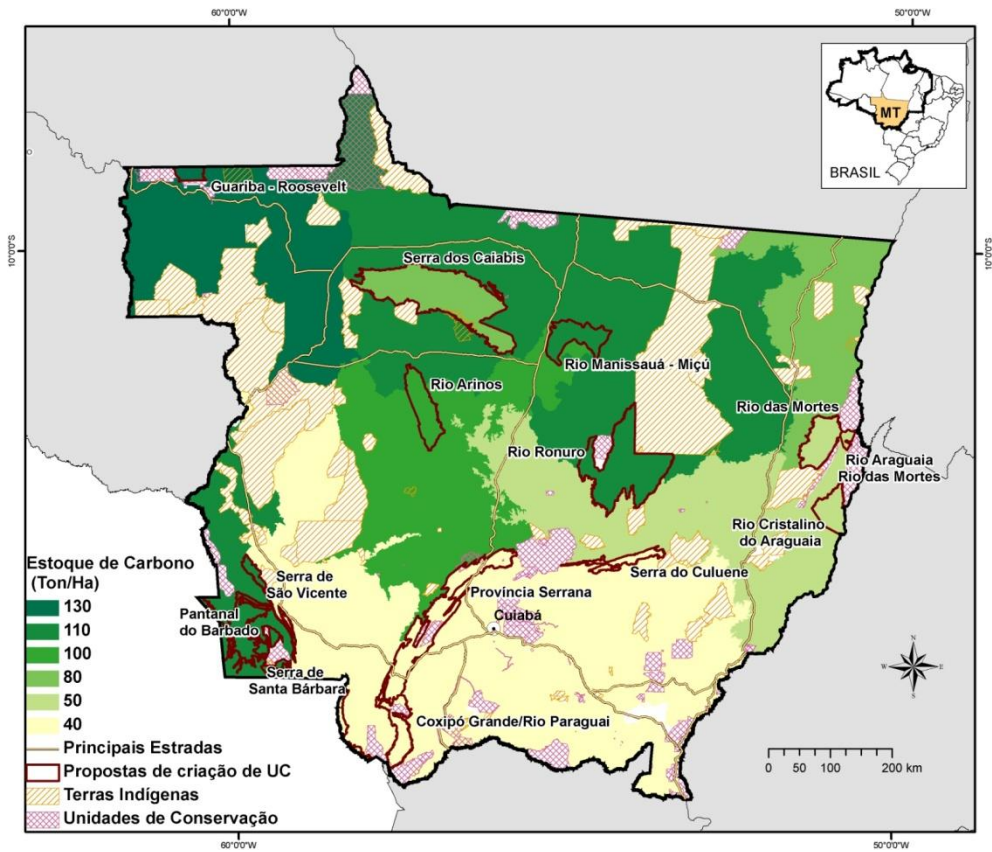 60°0'0"W
50°0'0"W
MT
BRASIL
10°0'0"S
10°0'0"S
Guariba - Roosevelt
Serra dos Caiabis
Rio Manissauá - Miçú
Rio Arinos
Rio das Mortes
Rio Ronuro
Rio Araguaia
Rio das Mortes
Rio Cristalino
do Araguaia
Serra do Culuene
Serra de
São Vicente
Província Serrana
Cuiabá
Pantanal
do Barbado
Serra de
Santa Bárbara
Coxipó Grande/Rio Paraguai
Estoque de Carbono
(Ton/Ha)
130
110
100
80
50
40
Principais Estradas
Propostas de criação de UC
Terras Indígenas
Unidades de Conservação
N
W
E
S
0 50 100 200 km
60°0'0"W
50°0'0"W